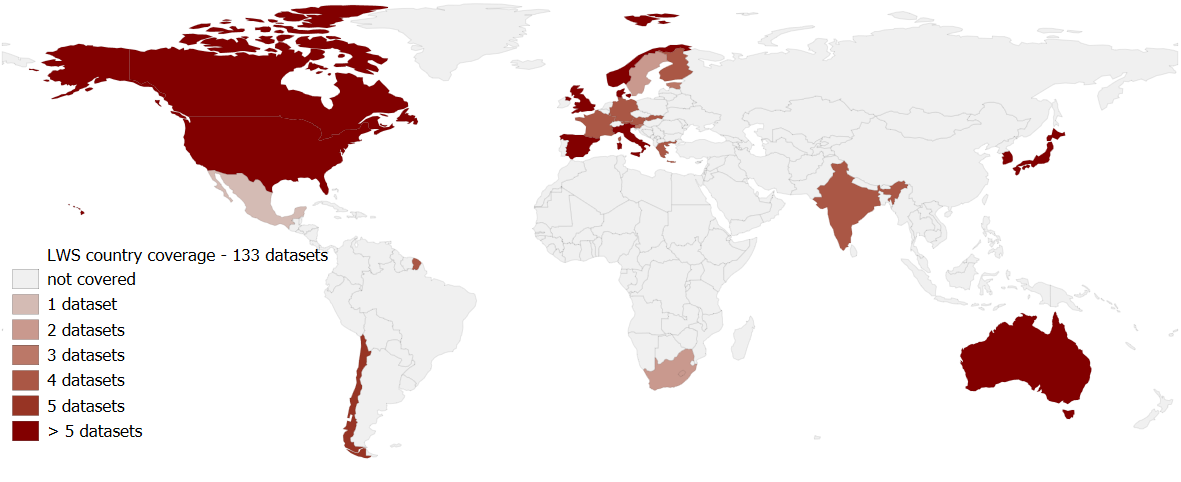 LWS country coverage - 133 datasets
not covered
1 dataset
2 datasets
3 datasets
4 datasets
5 datasets
> 5 datasets